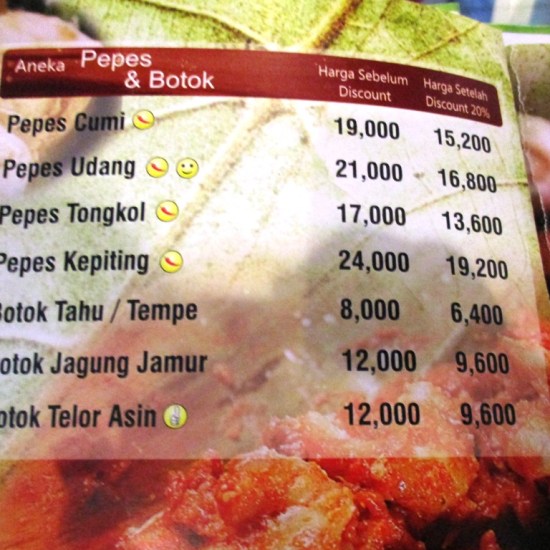 Aneka Pepes & Botok
Harga Sebelum Discount
Harga Setelah Discount 20%
Pepes Cumi 19,000 15,200
Pepes Udang 21,000 16,800
Pepes Tongkol 17,000 13,600
Pepes Kepiting 24,000 19,200
Botok Tahu / Tempe 8,000 6,400
Botok Jagung Jamur 12,000 9,600
Botok Telor Asin 12,000 9,600